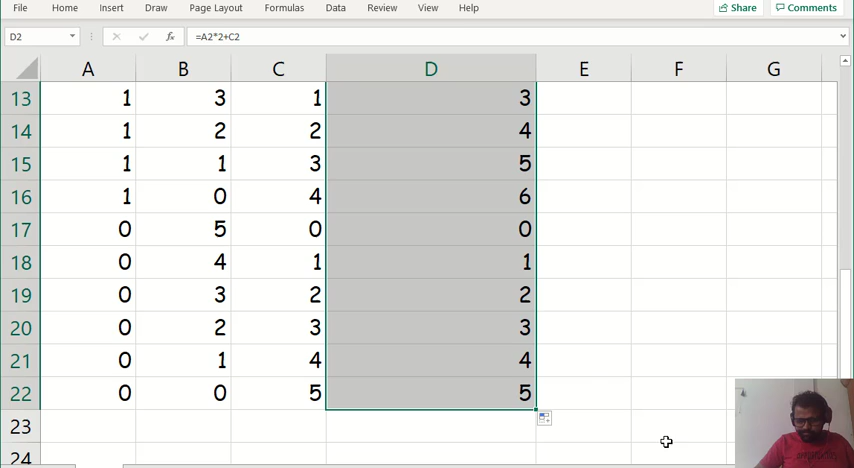 File Home Insert Draw Page Layout Formulas Data Review View Help Share Comments
D2 fx =A2*2+C2
A B C D E F G
13 1 3 1 3
14 1 2 2 4
15 1 1 3 5
16 1 0 4 6
17 0 5 0 0
18 0 4 1 1
19 0 3 2 2
20 0 2 3 3
21 0 1 4 4
22 0 0 5 5
23
24